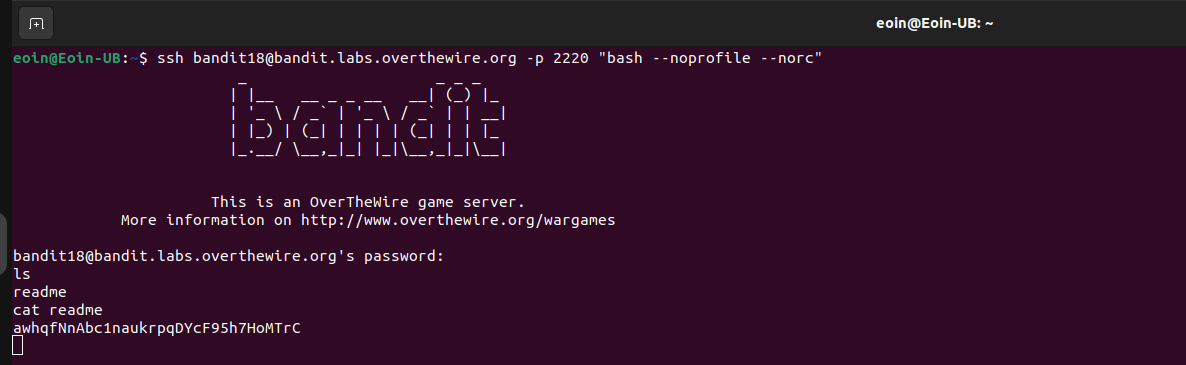 eoin@Eoin-UB: ~
eoin@Eoin-UB:~$ ssh bandit18@bandit.labs.overthewire.org -p 2220 "bash --noprofile --norc"
bandit
This is an OverTheWire game server.
More information on http://www.overthewire.org/wargames
bandit18@bandit.labs.overthewire.org's password:
ls
readme
cat readme
awhqfNnAbc1naukrpqDYcF95h7HoMTrC